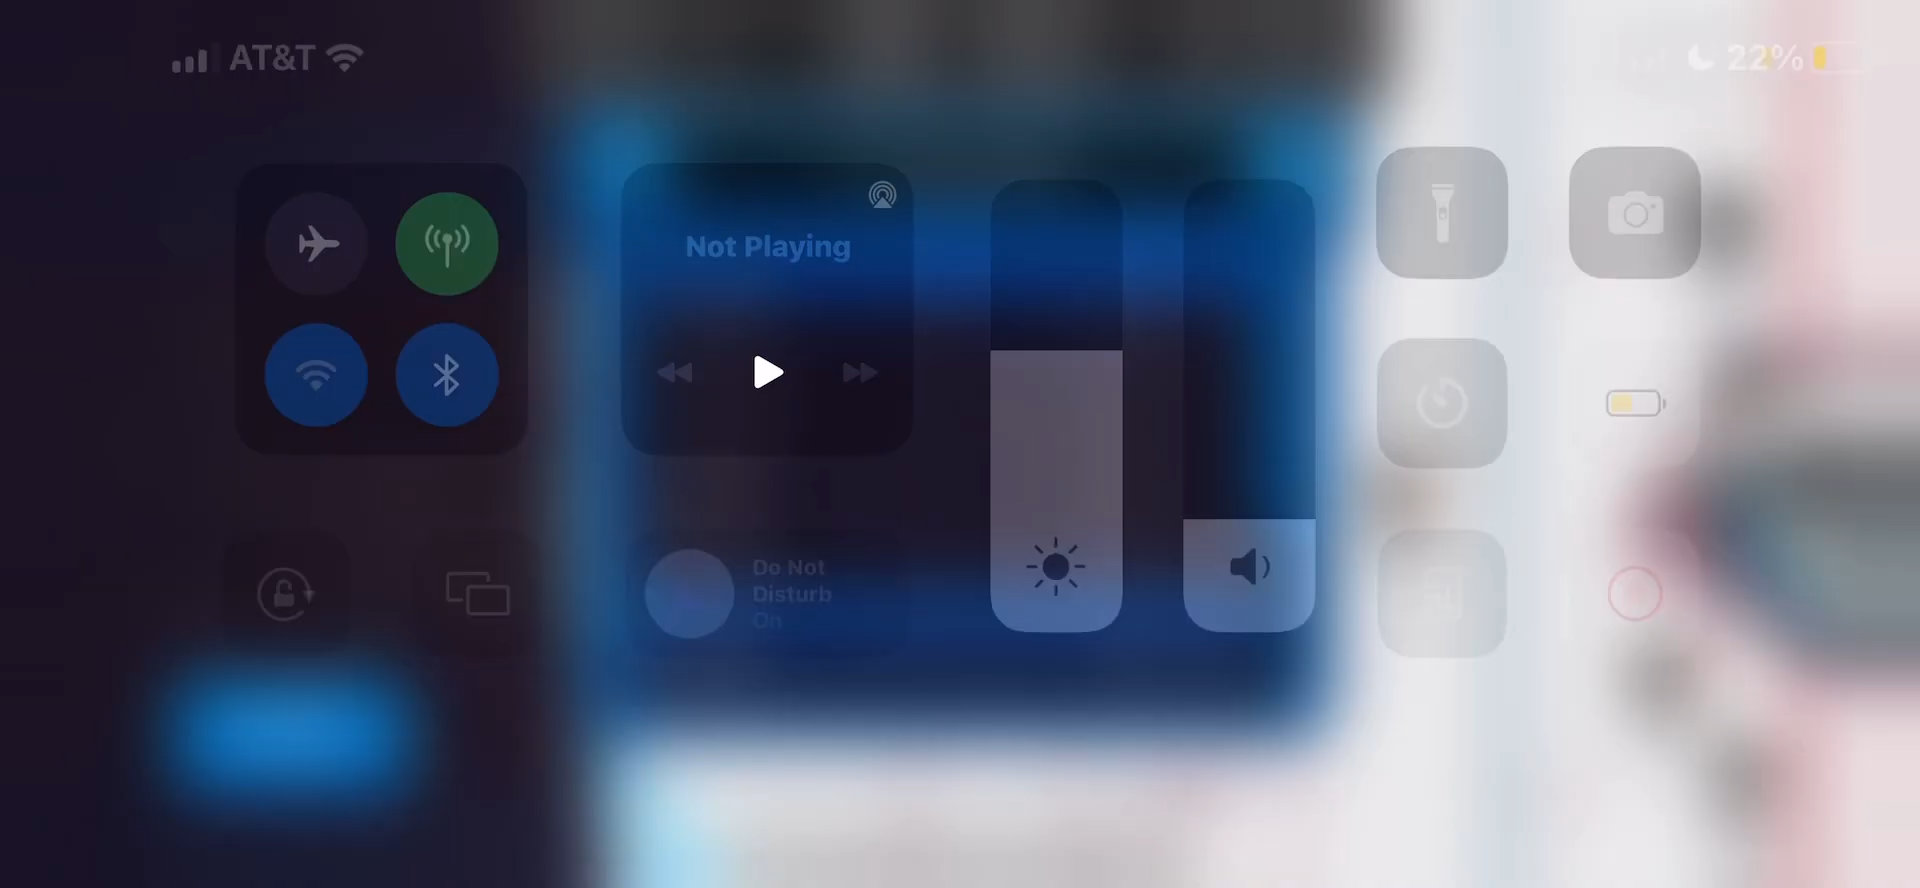 AT&T
22%
Not Playing
Do Not
Disturb
On